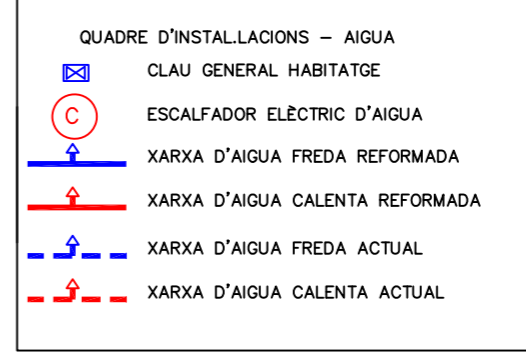 QUADRE D'INSTAL.LACIONS – AIGUA
CLAU GENERAL HABITATGE
C
ESCALFADOR ELÈCTRIC D'AIGUA
XARXA D'AIGUA FREDA REFORMADA
XARXA D'AIGUA CALENTA REFORMADA
XARXA D'AIGUA FREDA ACTUAL
XARXA D'AIGUA CALENTA ACTUAL